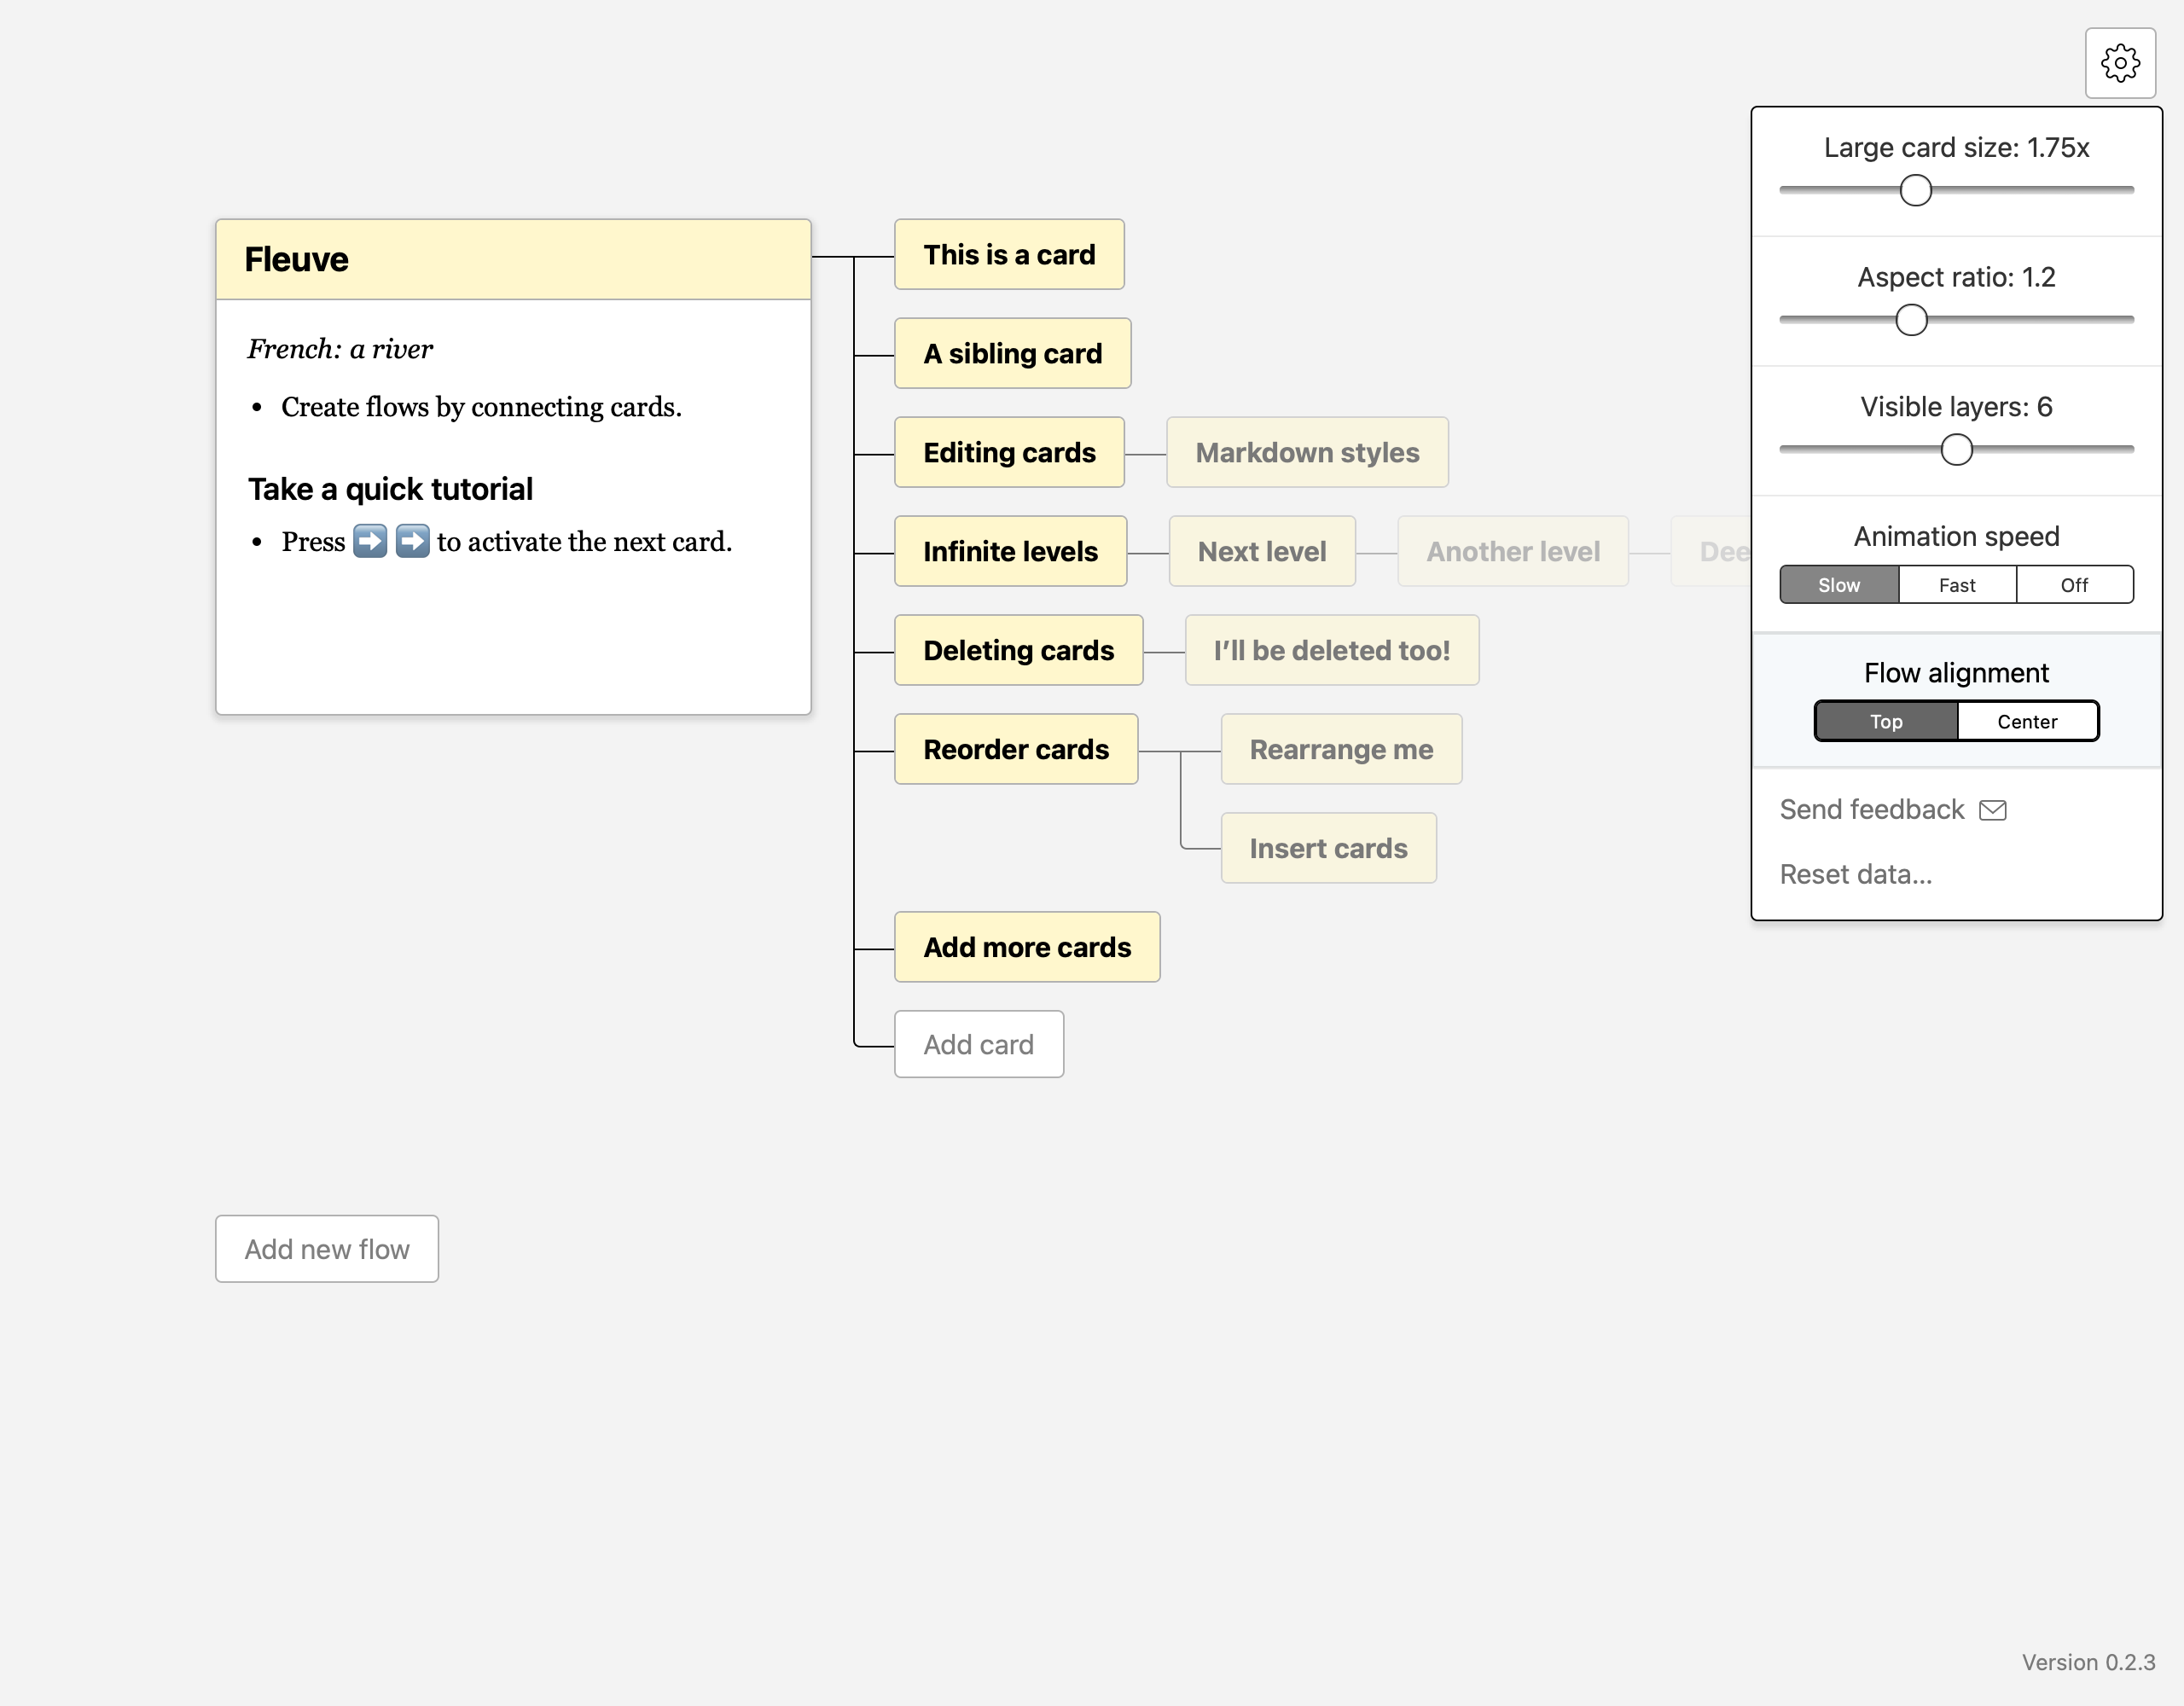 Fleuve
French: a river
• Create flows by connecting cards.
Take a quick tutorial
• Press ➡️ ➡️ to activate the next card.
This is a card
A sibling card
Editing cards
Markdown styles
Infinite levels
Next level
Another level
Dee
Deleting cards
I’ll be deleted too!
Reorder cards
Rearrange me
Insert cards
Add more cards
Add card
Add new flow
Large card size: 1.75x
Aspect ratio: 1.2
Visible layers: 6
Animation speed
Slow Fast Off
Flow alignment
Top Center
Send feedback
Reset data...
Version 0.2.3